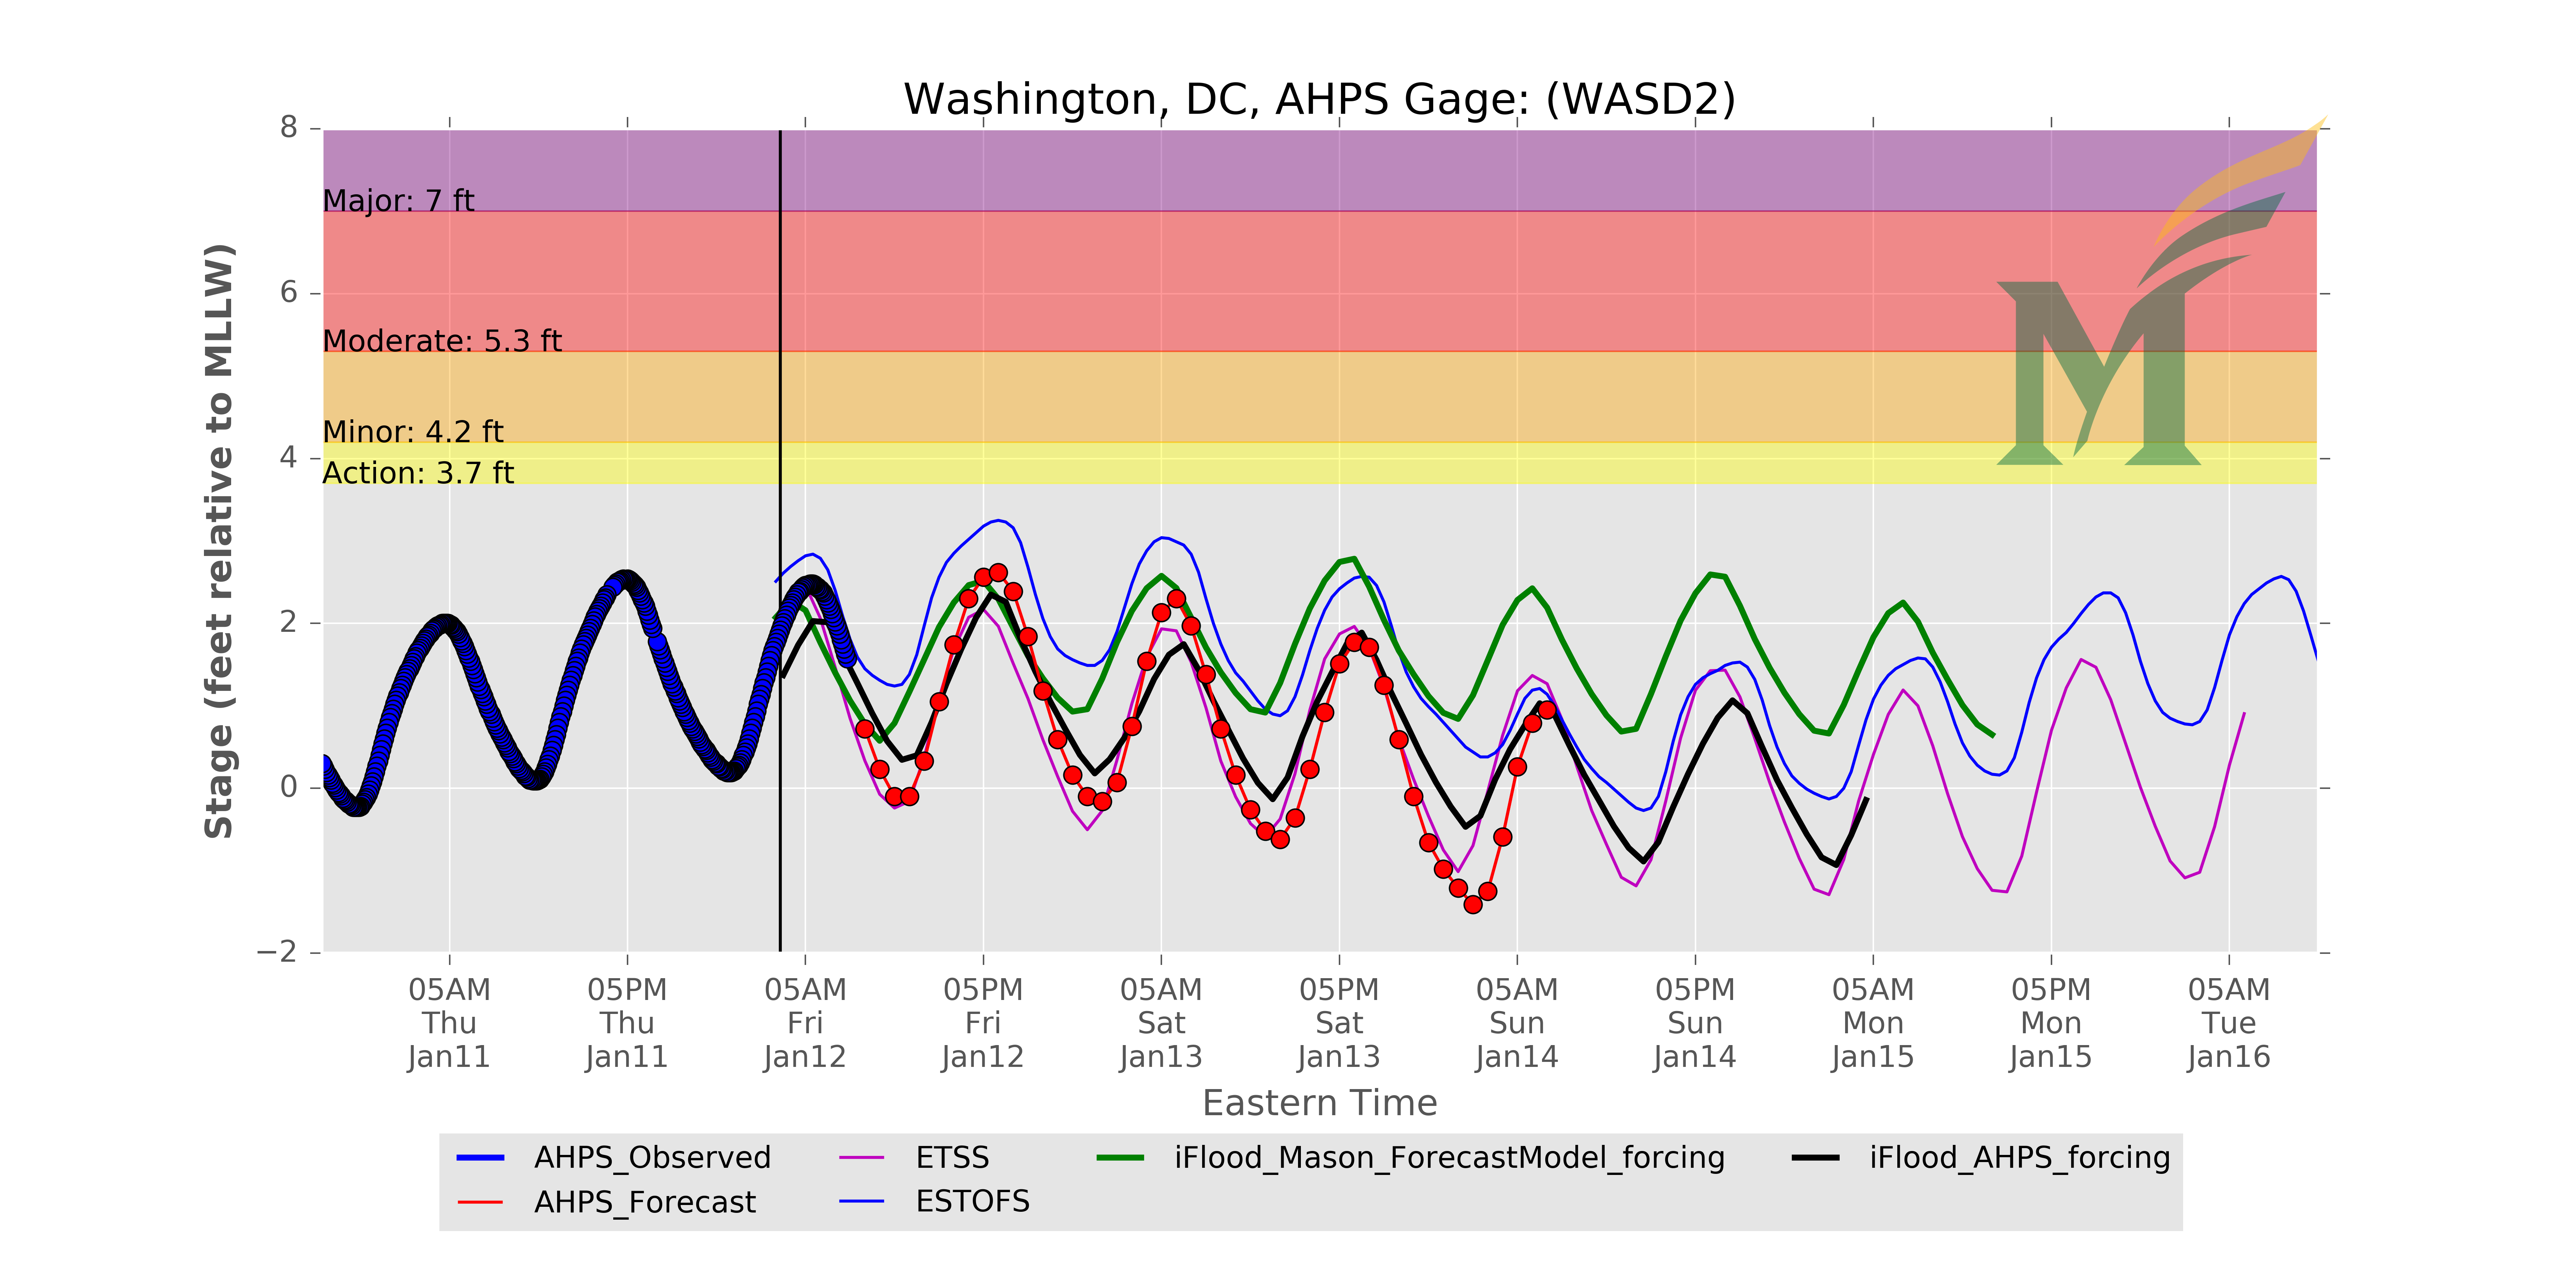 Washington, DC, AHPS Gage: (WASD2)
Stage (feet relative to MLLW)
8
6
4
2
0
−2
Major: 7 ft
Moderate: 5.3 ft
Minor: 4.2 ft
Action: 3.7 ft
M
05AM 05PM 05AM 05PM 05AM 05PM 05AM 05PM 05AM 05PM 05AM
Thu Thu Fri Fri Sat Sat Sun Sun Mon Mon Tue
Jan11 Jan11 Jan12 Jan12 Jan13 Jan13 Jan14 Jan14 Jan15 Jan15 Jan16
Eastern Time
AHPS_Observed ETSS iFlood_Mason_ForecastModel_forcing iFlood_AHPS_forcing
AHPS_Forecast ESTOFS